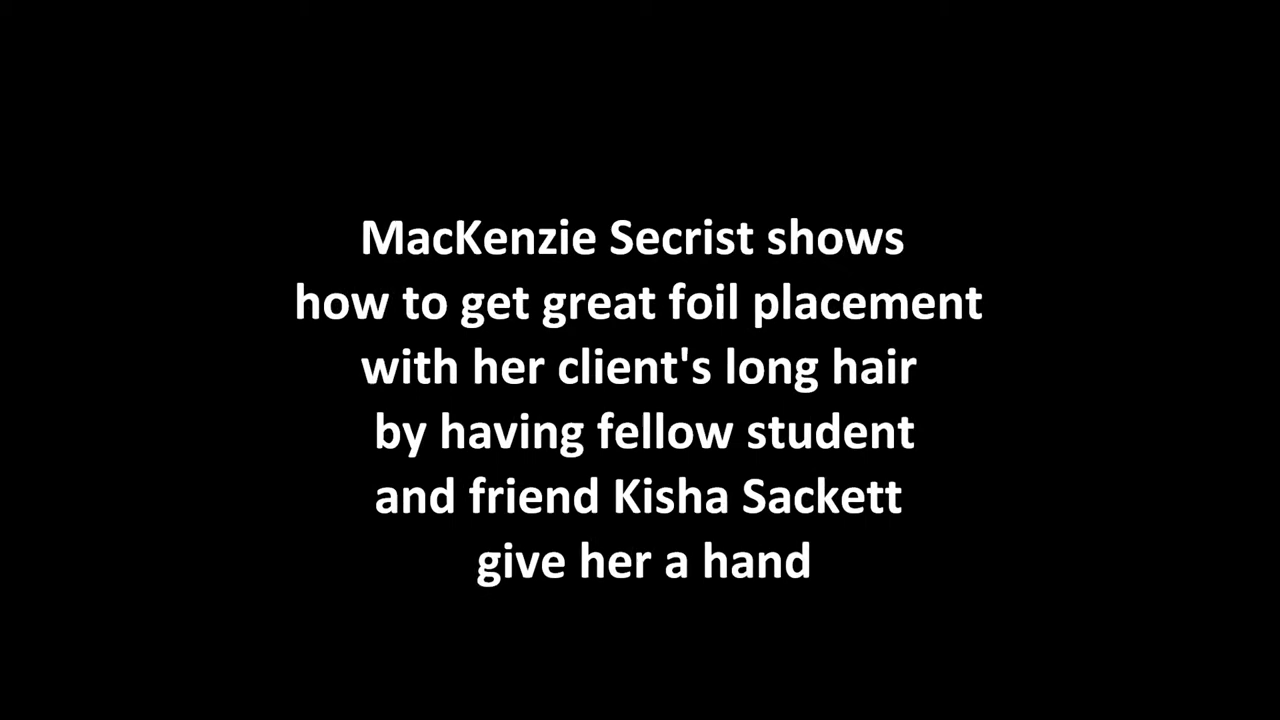 MacKenzie Secrist shows
how to get great foil placement
with her client's long hair
by having fellow student
and friend Kisha Sackett
give her a hand